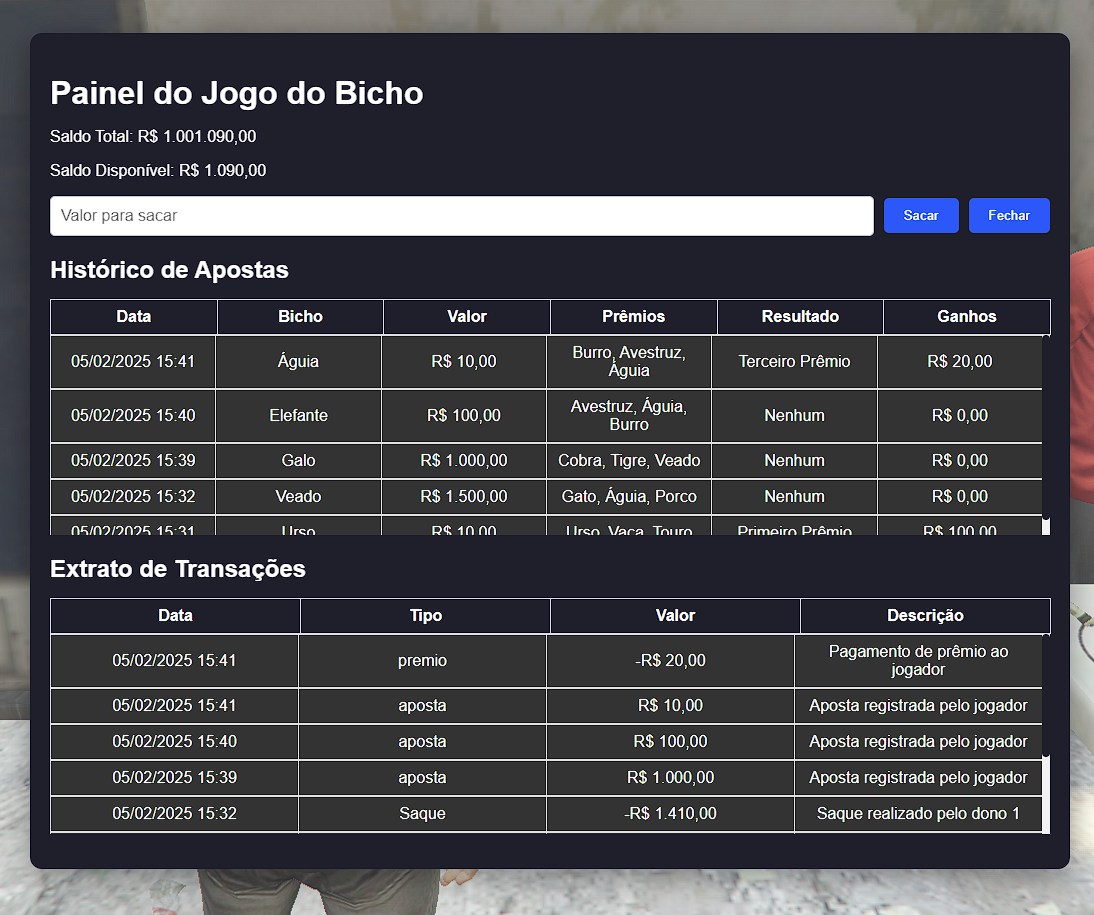 Painel do Jogo do Bicho
Saldo Total: R$ 1.001.090,00
Saldo Disponível: R$ 1.090,00
Valor para sacar
Sacar
Fechar
Histórico de Apostas
Data Bicho Valor Prêmios Resultado Ganhos
05/02/2025 15:41 Águia R$ 10,00 Burro, Avestruz, Águia Terceiro Prêmio R$ 20,00
05/02/2025 15:40 Elefante R$ 100,00 Avestruz, Águia, Burro Nenhum R$ 0,00
05/02/2025 15:39 Galo R$ 1.000,00 Cobra, Tigre, Veado Nenhum R$ 0,00
05/02/2025 15:32 Veado R$ 1.500,00 Gato, Águia, Porco Nenhum R$ 0,00
05/02/2025 15:31 Urso R$ 10,00 Urso, Vaca, Touro Primeiro Prêmio R$ 100,00
Extrato de Transações
Data Tipo Valor Descrição
05/02/2025 15:41 premio -R$ 20,00 Pagamento de prêmio ao jogador
05/02/2025 15:41 aposta R$ 10,00 Aposta registrada pelo jogador
05/02/2025 15:40 aposta R$ 100,00 Aposta registrada pelo jogador
05/02/2025 15:39 aposta R$ 1.000,00 Aposta registrada pelo jogador
05/02/2025 15:32 Saque -R$ 1.410,00 Saque realizado pelo dono 1